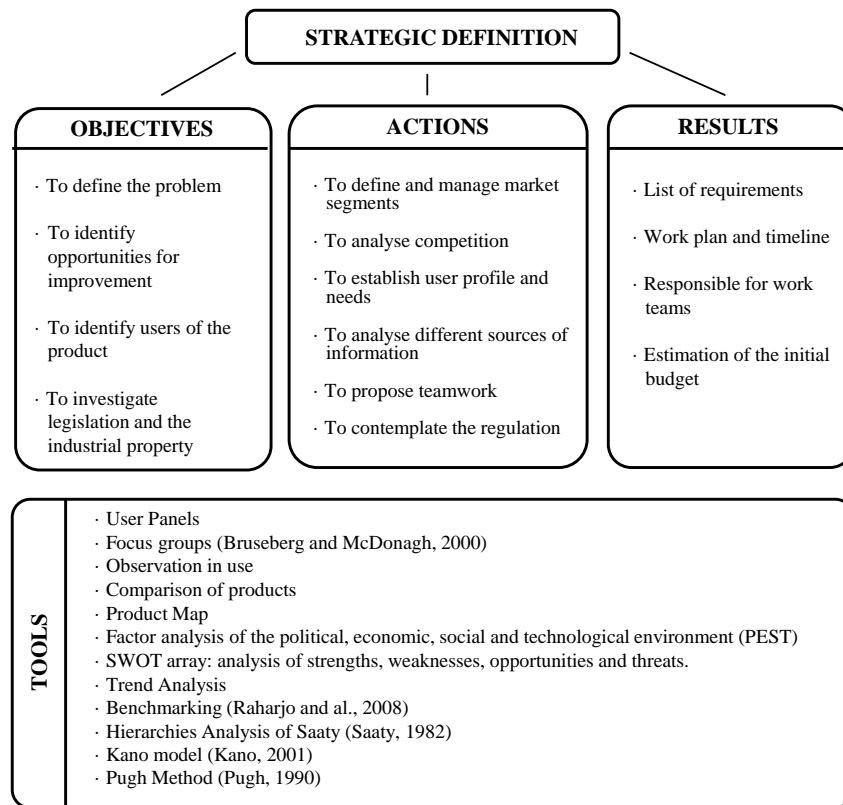 STRATEGIC DEFINITION
OBJECTIVES
· To define the problem
· To identify
opportunities for
improvement
· To identify users of the
product
· To investigate
legislation and the
industrial property
ACTIONS
· To define and manage market
segments
· To analyse competition
· To establish user profile and
needs
· To analyse different sources of
information
· To propose teamwork
· To contemplate the regulation
RESULTS
· List of requirements
· Work plan and timeline
· Responsible for work
teams
· Estimation of the initial
budget
TOOLS
· User Panels
· Focus groups (Bruseberg and McDonagh, 2000)
· Observation in use
· Comparison of products
· Product Map
· Factor analysis of the political, economic, social and technological environment (PEST)
· SWOT array: analysis of strengths, weaknesses, opportunities and threats.
· Trend Analysis
· Benchmarking (Raharjo and al., 2008)
· Hierarchies Analysis of Saaty (Saaty, 1982)
· Kano model (Kano, 2001)
· Pugh Method (Pugh, 1990)